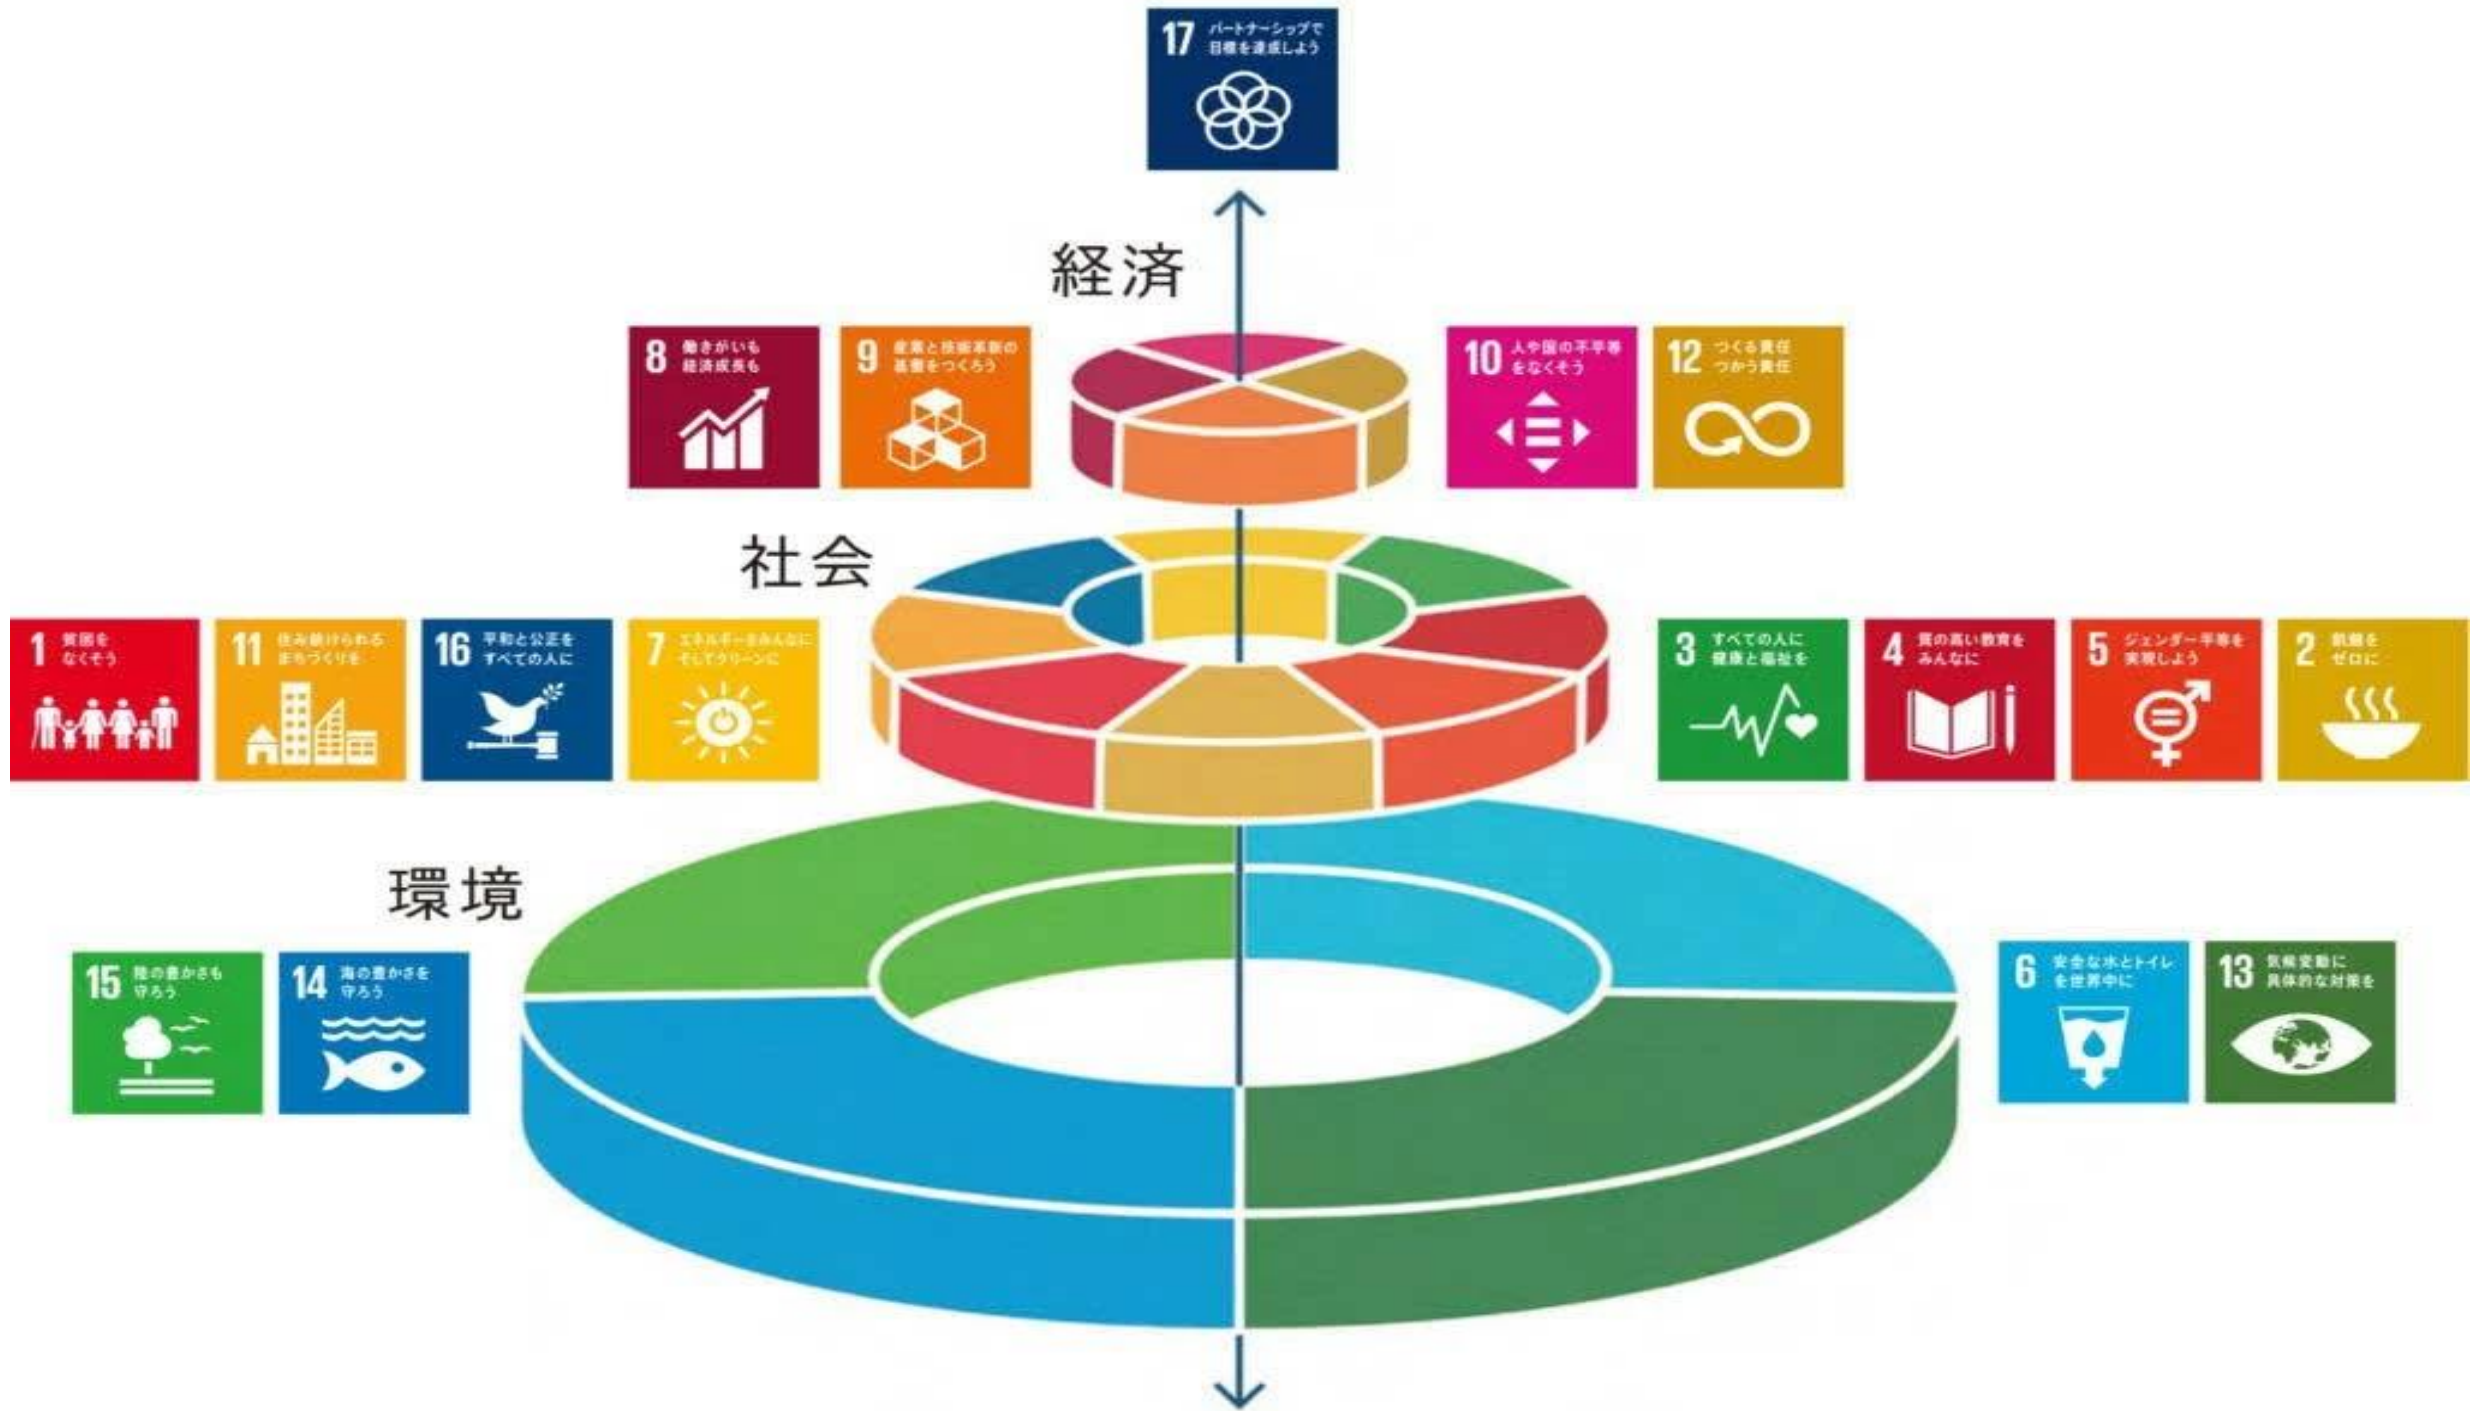 17 パートナーシップで
目標を達成しよう
経済
8 働きがいも
経済成長も
9 産業と技術革新の
基盤をつくろう
10 人や国の不平等
をなくそう
12 つくる責任
つかう責任
社会
1 貧困を
なくそう
11 住み続けられる
まちづくりを
16 平和と公正を
すべての人に
7 エネルギーをみんなに
そしてクリーンに
3 すべての人に
健康と福祉を
4 質の高い教育を
みんなに
5 ジェンダー平等を
実現しよう
2 飢餓を
ゼロに
環境
15 陸の豊かさも
守ろう
14 海の豊かさを
守ろう
6 安全な水とトイレ
を世界中に
13 気候変動に
具体的な対策を